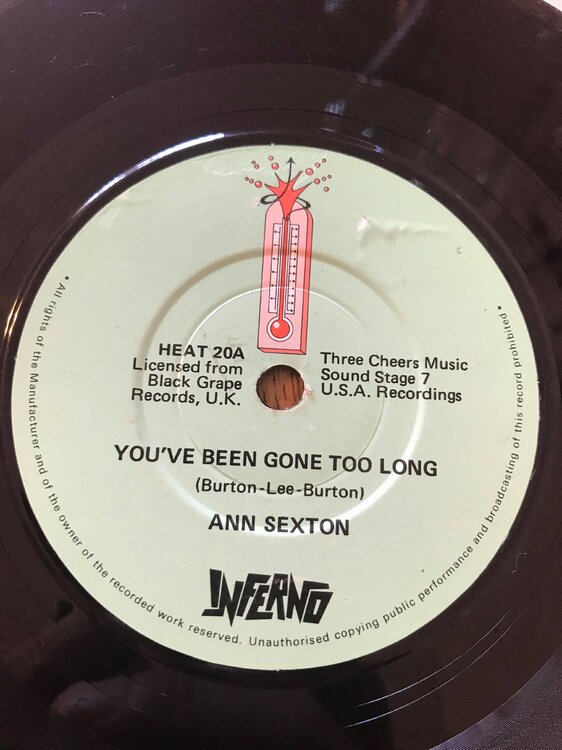 HEAT 20A
Licensed from
Black Grape
Records, U.K.
Three Cheers Music
Sound Stage 7
U.S.A. Recordings
YOU'VE BEEN GONE TOO LONG
(Burton-Lee-Burton)
ANN SEXTON
INFERNO
• All rights of the Manufacturer and of the owner of the recorded work reserved. Unauthorised copying public performance and broadcasting of this record prohibited •